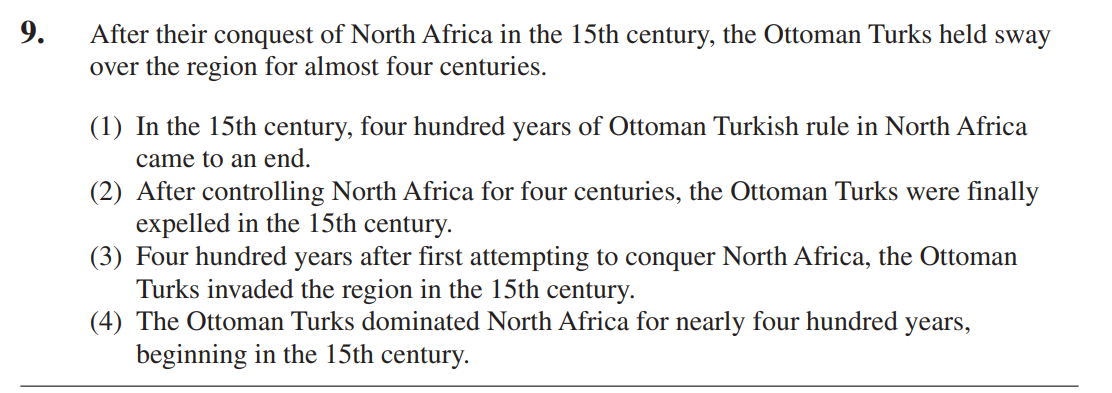 9. After their conquest of North Africa in the 15th century, the Ottoman Turks held sway
over the region for almost four centuries.
(1) In the 15th century, four hundred years of Ottoman Turkish rule in North Africa
came to an end.
(2) After controlling North Africa for four centuries, the Ottoman Turks were finally
expelled in the 15th century.
(3) Four hundred years after first attempting to conquer North Africa, the Ottoman
Turks invaded the region in the 15th century.
(4) The Ottoman Turks dominated North Africa for nearly four hundred years,
beginning in the 15th century.